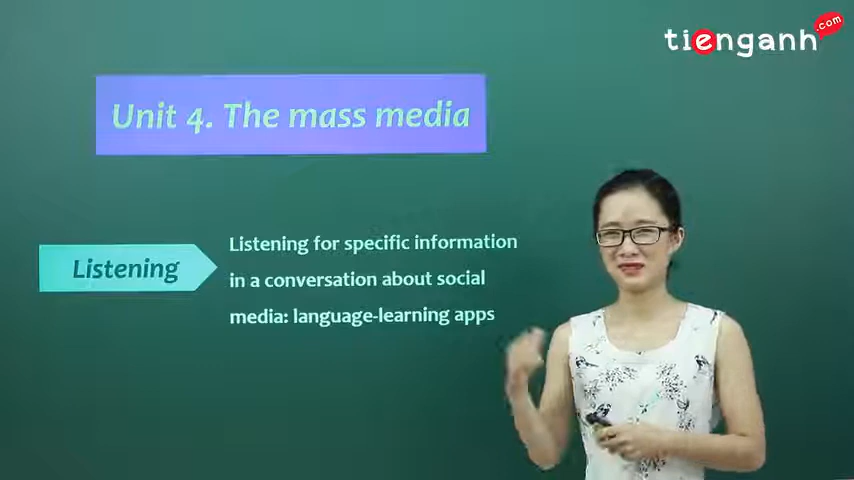 tienganh.com
Unit 4. The mass media
Listening for specific information
Listening
in a conversation about social
media: language-learning apps